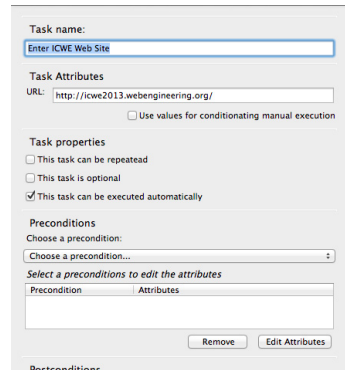 Task name:
Enter ICWE Web Site
Task Attributes
URL: http://icwe2013.webengineering.org/
Use values for conditionating manual execution
Task properties
This task can be repeatead
This task is optional
This task can be executed automatically
Preconditions
Choose a precondition:
Choose a precondition...
Select a preconditions to edit the attributes
Precondition Attributes
Remove Edit Attributes
Postconditions